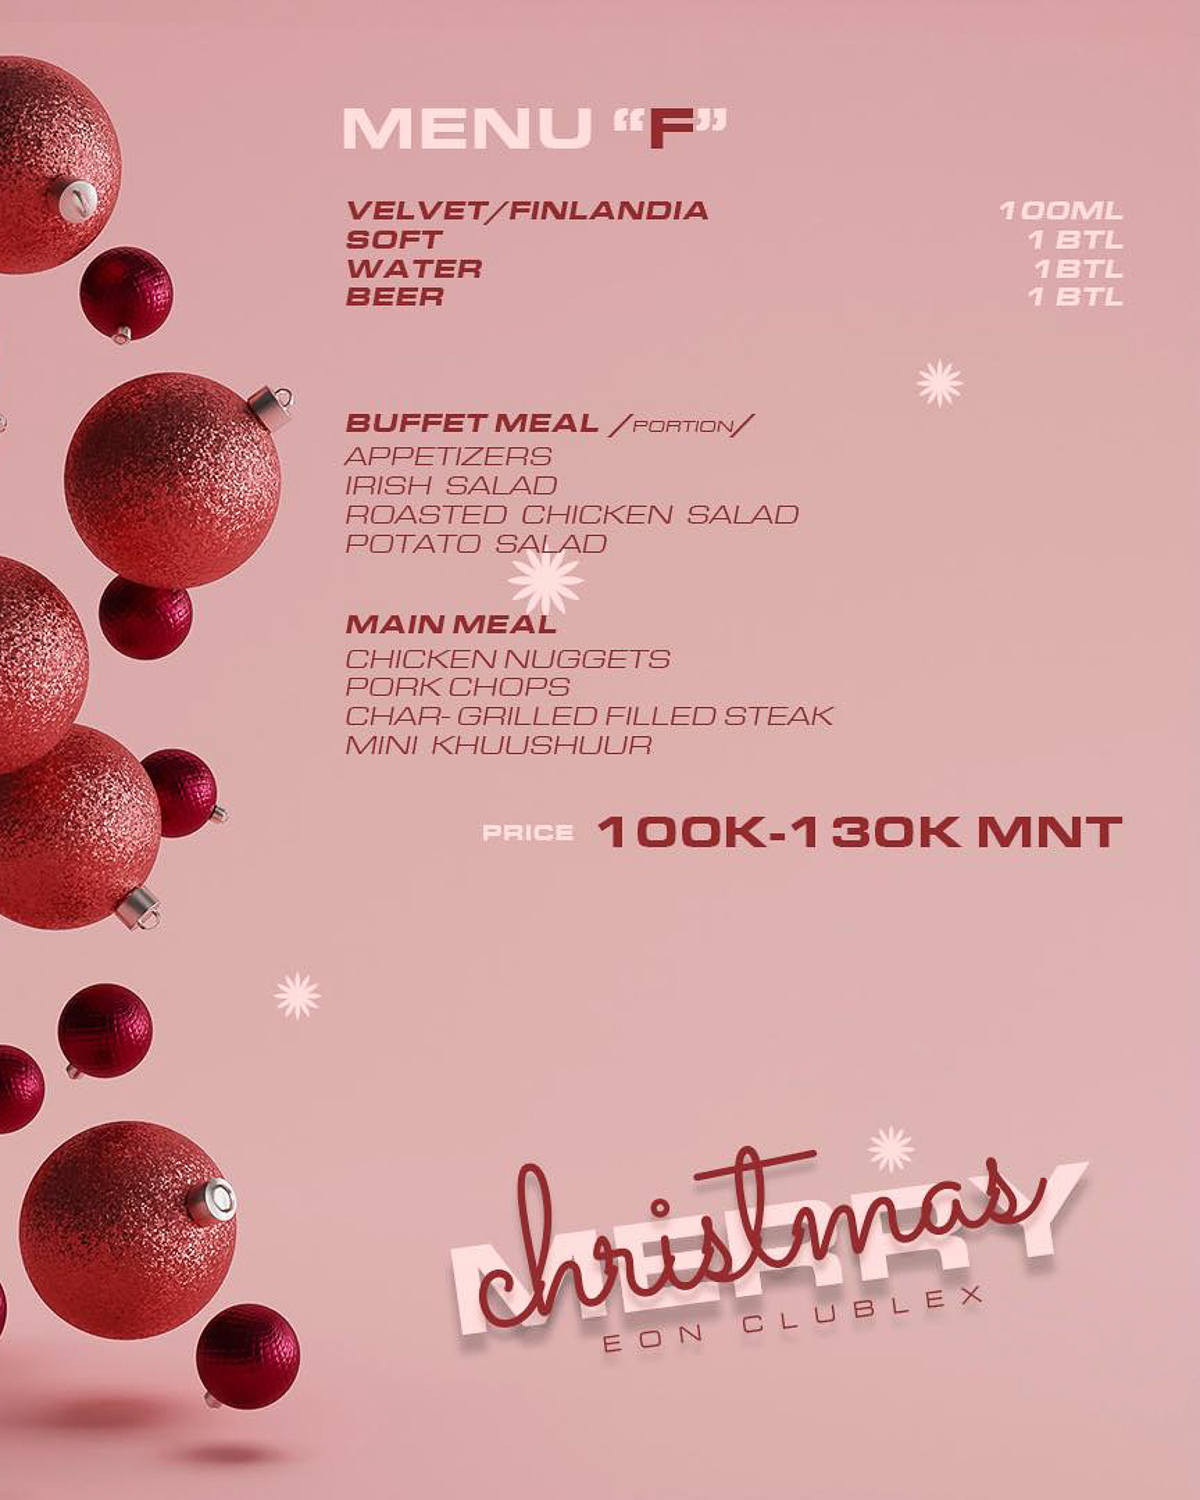 MENU “F”
VELVET/FINLANDIA 100ML
SOFT 1 BTL
WATER 1BTL
BEER 1 BTL
BUFFET MEAL /PORTION/
APPETIZERS
IRISH SALAD
ROASTED CHICKEN SALAD
POTATO SALAD
MAIN MEAL
CHICKEN NUGGETS
PORK CHOPS
CHAR- GRILLED FILLED STEAK
MINI KHUUSHUUR
PRICE 100K-130K MNT
MERRY
christmas
EON CLUBLEX